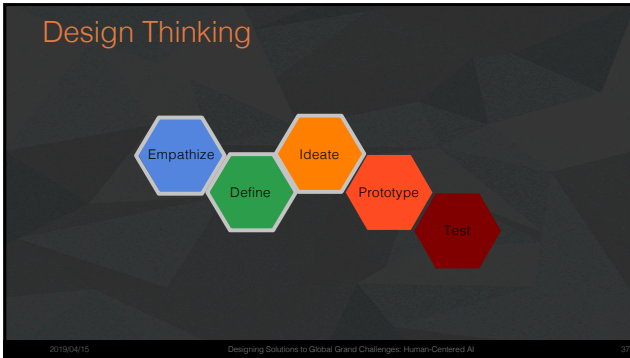 Design Thinking
Empathize
Define
Ideate
Prototype
Test
2019/04/15
Designing Solutions to Global Grand Challenges: Human-Centered AI
37